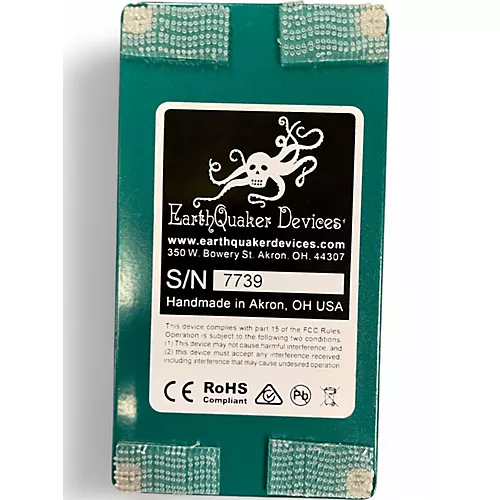 EarthQuaker Devices
www.earthquakerdevices.com
350 W. Bowery St. Akron. OH. 44307
S/N 7739
Handmade in Akron, OH USA
This device complies with part 15 of the FCC Rules
Operation is subject to the following two conditions.
(1) This device may not cause harmful interference, and
(2) this device must accept any interference received,
including interference that may cause undesired operation
CE RoHS Pb
Compliant